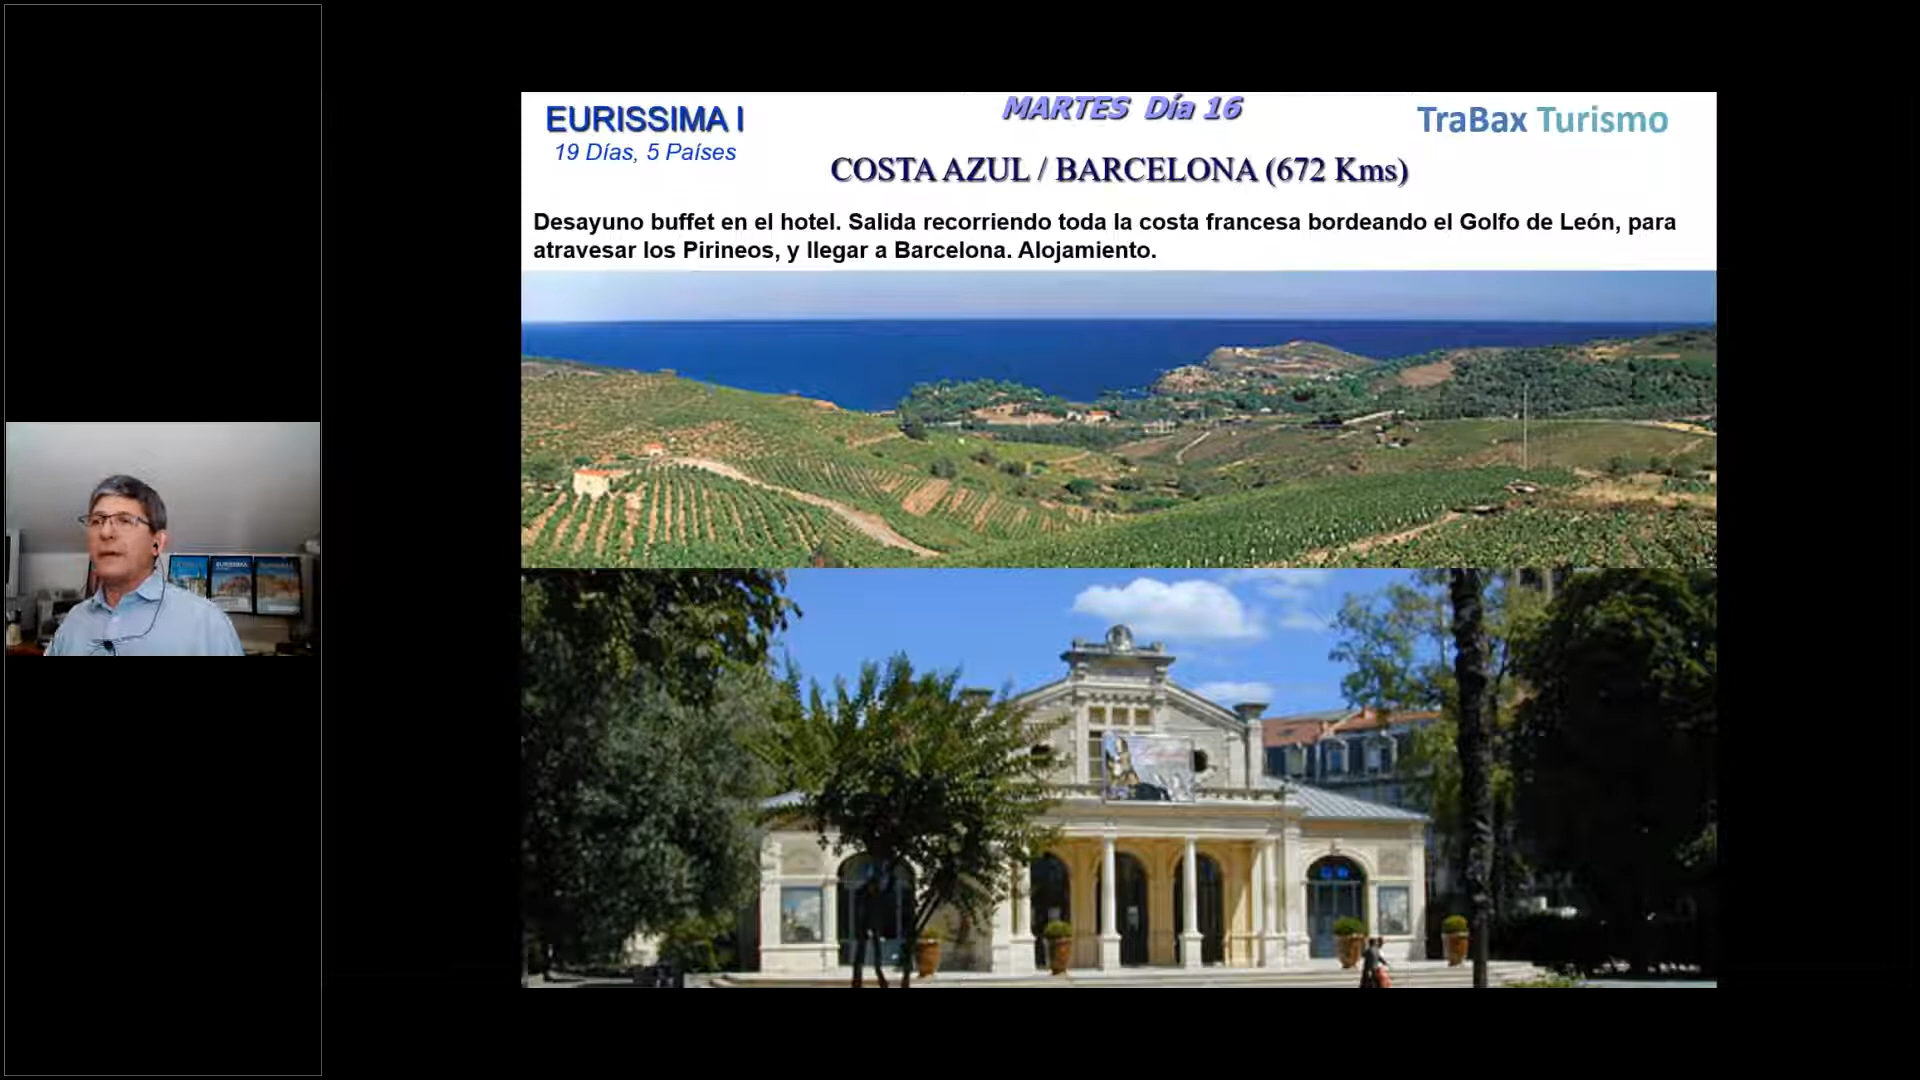 EURISSIMA I
19 Días, 5 Países
MARTES Día 16
TraBax Turismo
COSTA AZUL / BARCELONA (672 Kms)
Desayuno buffet en el hotel. Salida recorriendo toda la costa francesa bordeando el Golfo de León, para
atravesar los Pirineos, y llegar a Barcelona. Alojamiento.
EURISSIMA